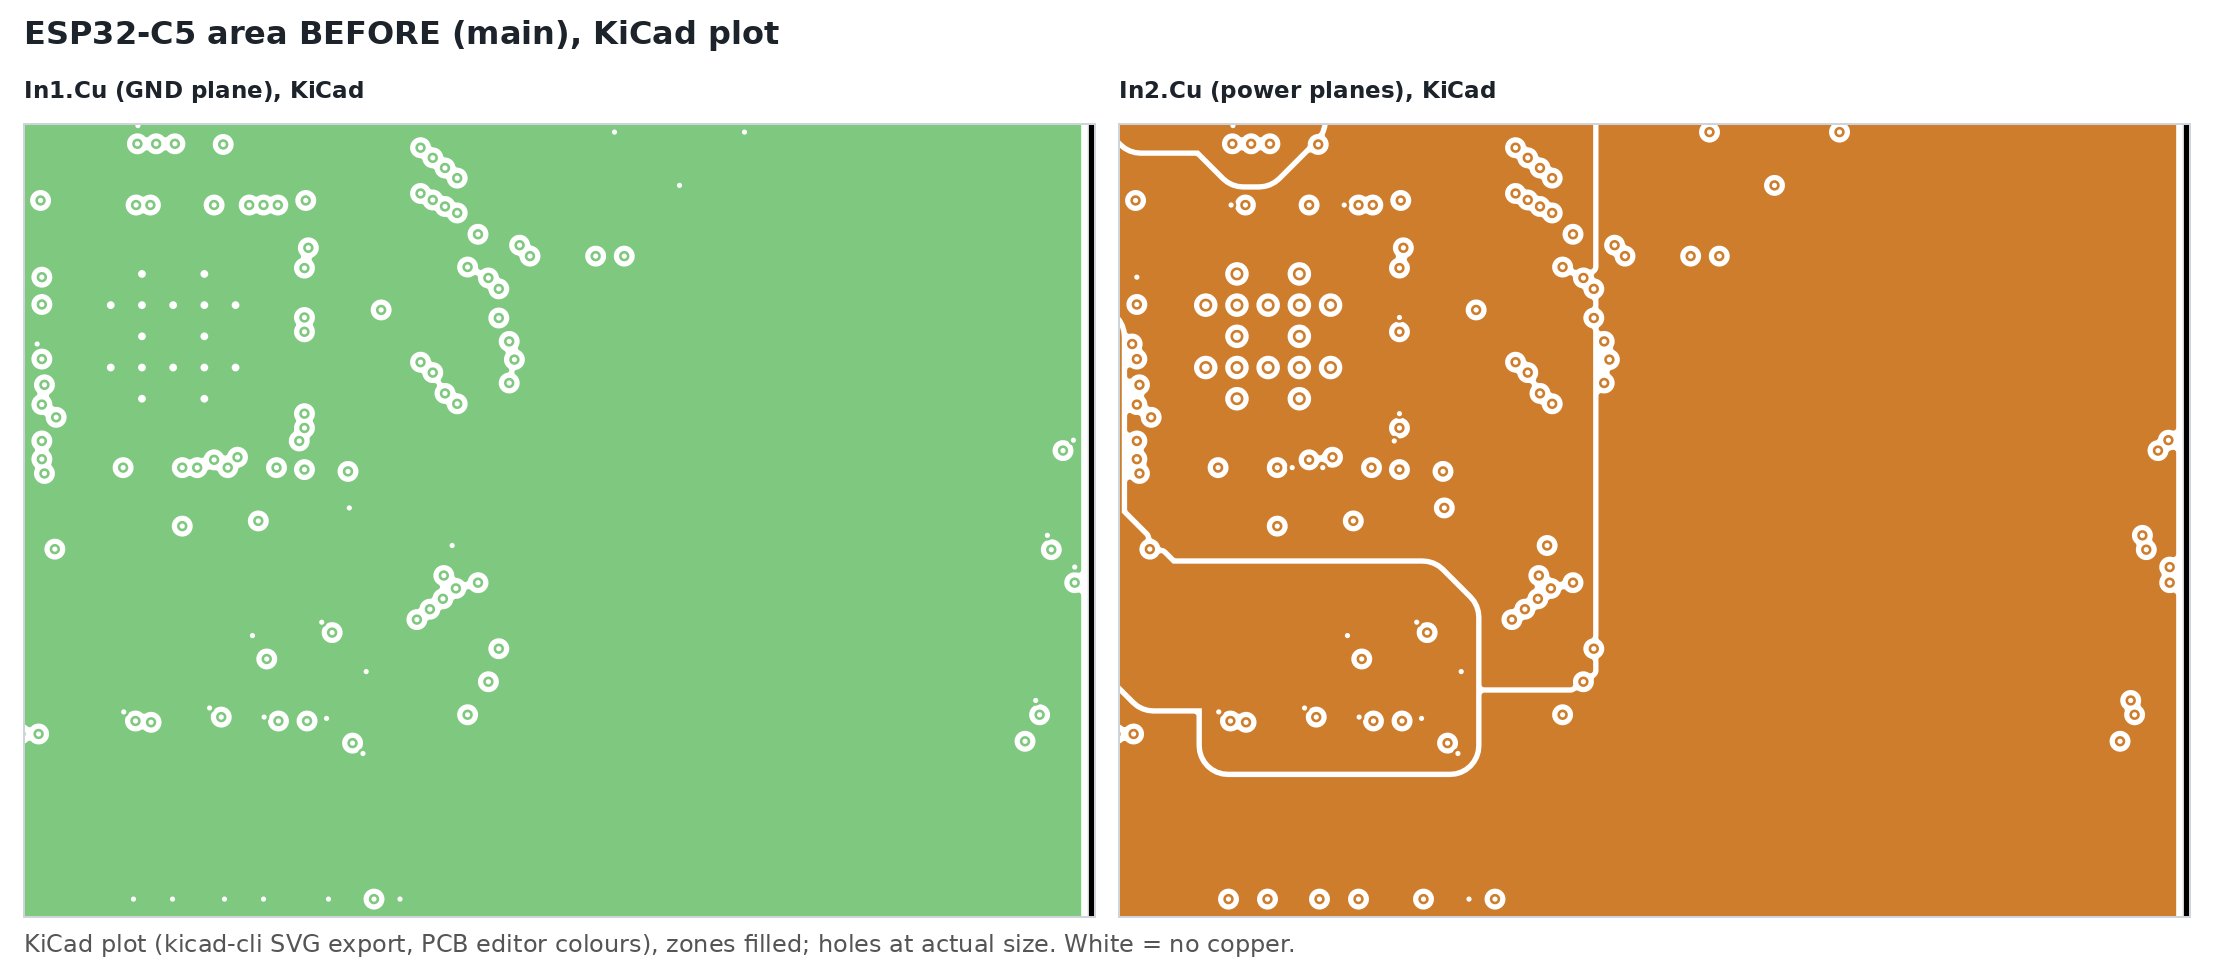 ESP32-C5 area BEFORE (main), KiCad plot
In1.Cu (GND plane), KiCad
In2.Cu (power planes), KiCad
KiCad plot (kicad-cli SVG export, PCB editor colours), zones filled; holes at actual size. White = no copper.